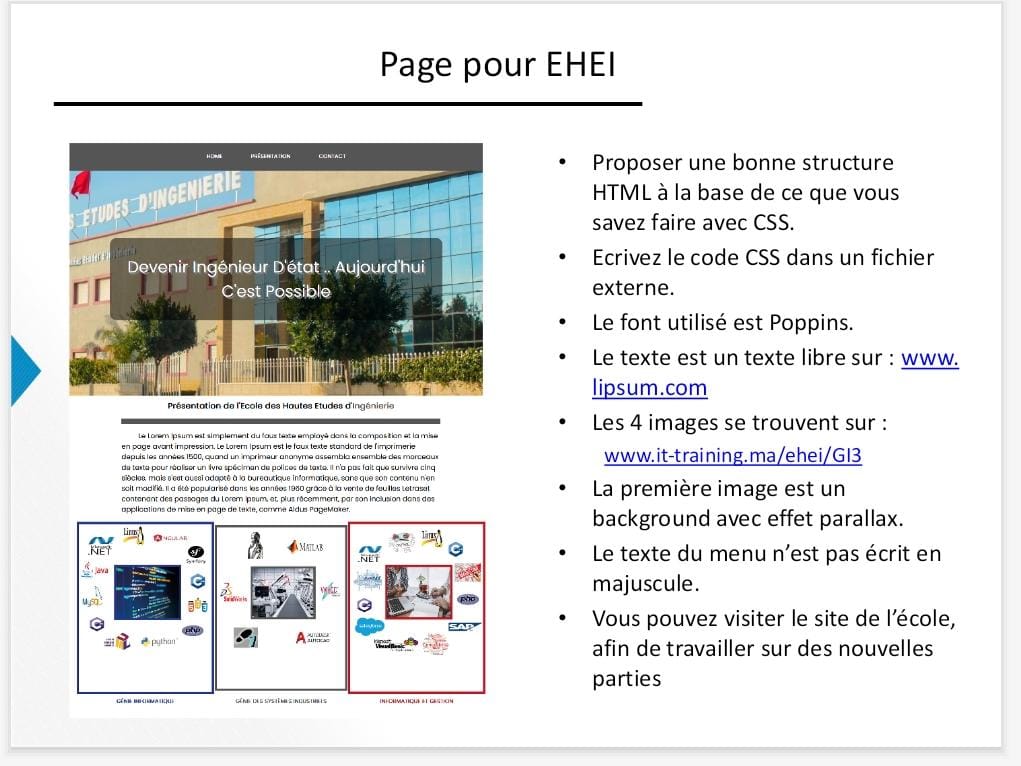 Page pour EHEI
HOME PRÉSENTATION CONTACT
S ETUDES D'INGENIERIE
Devenir Ingénieur D'état .. Aujourd'hui
C'est Possible
Présentation de l'Ecole des Hautes Etudes d'Ingénierie
Le Lorem Ipsum est simplement du faux texte employé dans la composition et la mise
en page avant impression. Le Lorem Ipsum est le faux texte standard de l'imprimerie
depuis les années 1500, quand un imprimeur anonyme assembla ensemble des morceaux
de texte pour réaliser un livre spécimen de polices de texte. Il n'a pas fait que survivre cinq
siècles, mais s'est aussi adapté à la bureautique informatique, sans que son contenu n'en
soit modifié. Il a été popularisé dans les années 1960 grâce à la vente de feuilles Letraset
contenant des passages du Lorem Ipsum, et, plus récemment, par son inclusion dans des
applications de mise en page de texte, comme Aldus PageMaker.
.NET
Linux
ANGULAR
Symfony
Java
MySQL
php
python
MATLAB
SolidWorks
AUTODESK
AUTOCAD
.NET
Linux
php
salesforce
VisualBasic
SAP
GÉNIE INFORMATIQUE
GÉNIE DES SYSTÈMES INDUSTRIELS
INFORMATIQUE ET GESTION
• Proposer une bonne structure
HTML à la base de ce que vous
savez faire avec CSS.
• Ecrivez le code CSS dans un fichier
externe.
• Le font utilisé est Poppins.
• Le texte est un texte libre sur : www.
lipsum.com
• Les 4 images se trouvent sur :
www.it-training.ma/ehei/GI3
• La première image est un
background avec effet parallax.
• Le texte du menu n’est pas écrit en
majuscule.
• Vous pouvez visiter le site de l’école,
afin de travailler sur des nouvelles
parties